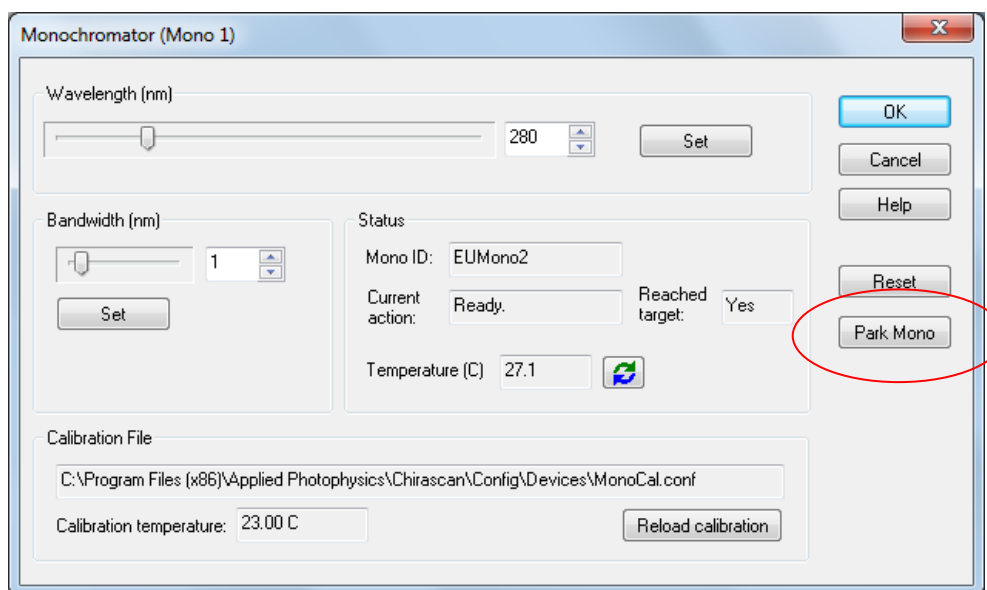 Monochromator (Mono 1)
Wavelength (nm)
280
Set
OK
Cancel
Help
Bandwidth (nm)
1
Set
Status
Mono ID: EUMono2
Current action: Ready.
Reached target: Yes
Temperature (C) 27.1
Reset
Park Mono
Calibration File
C:\Program Files (x86)\Applied Photophysics\Chirascan\Config\Devices\MonoCal.conf
Calibration temperature: 23.00 C
Reload calibration